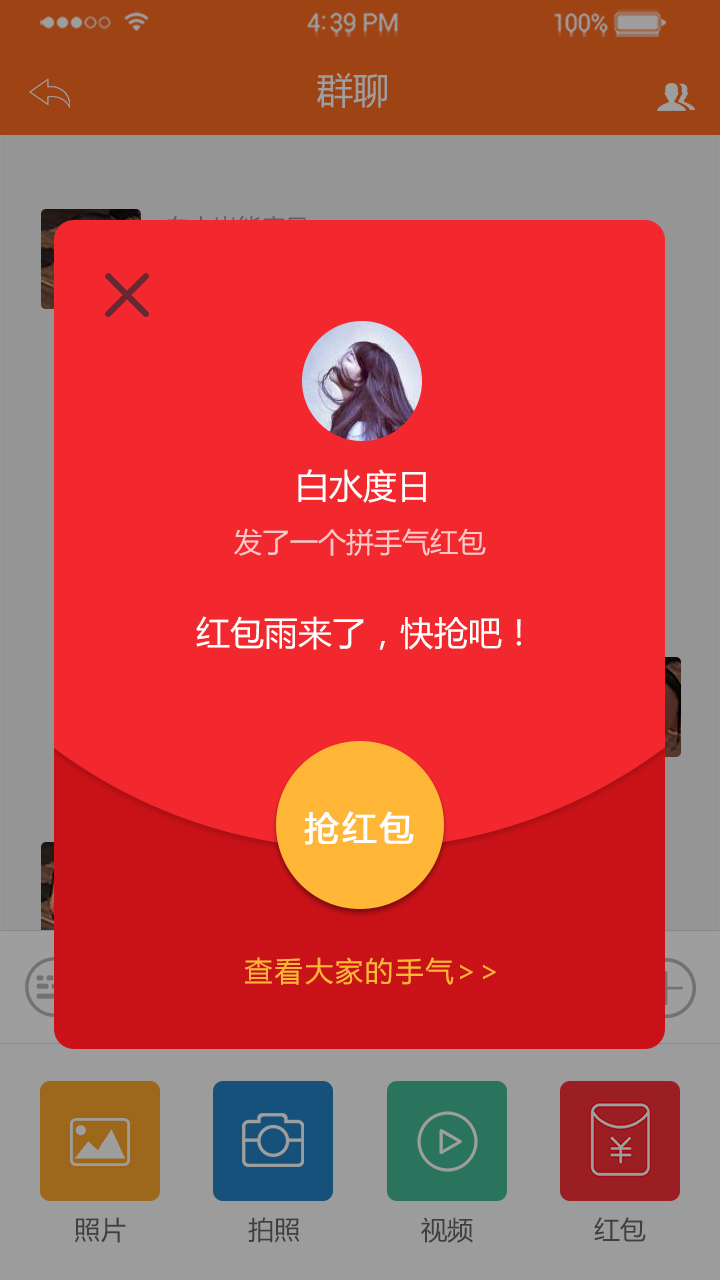 4:39 PM
100%
群聊
白水度日
发了一个拼手气红包
红包雨来了，快抢吧！
抢红包
查看大家的手气>>
照片
拍照
视频
红包